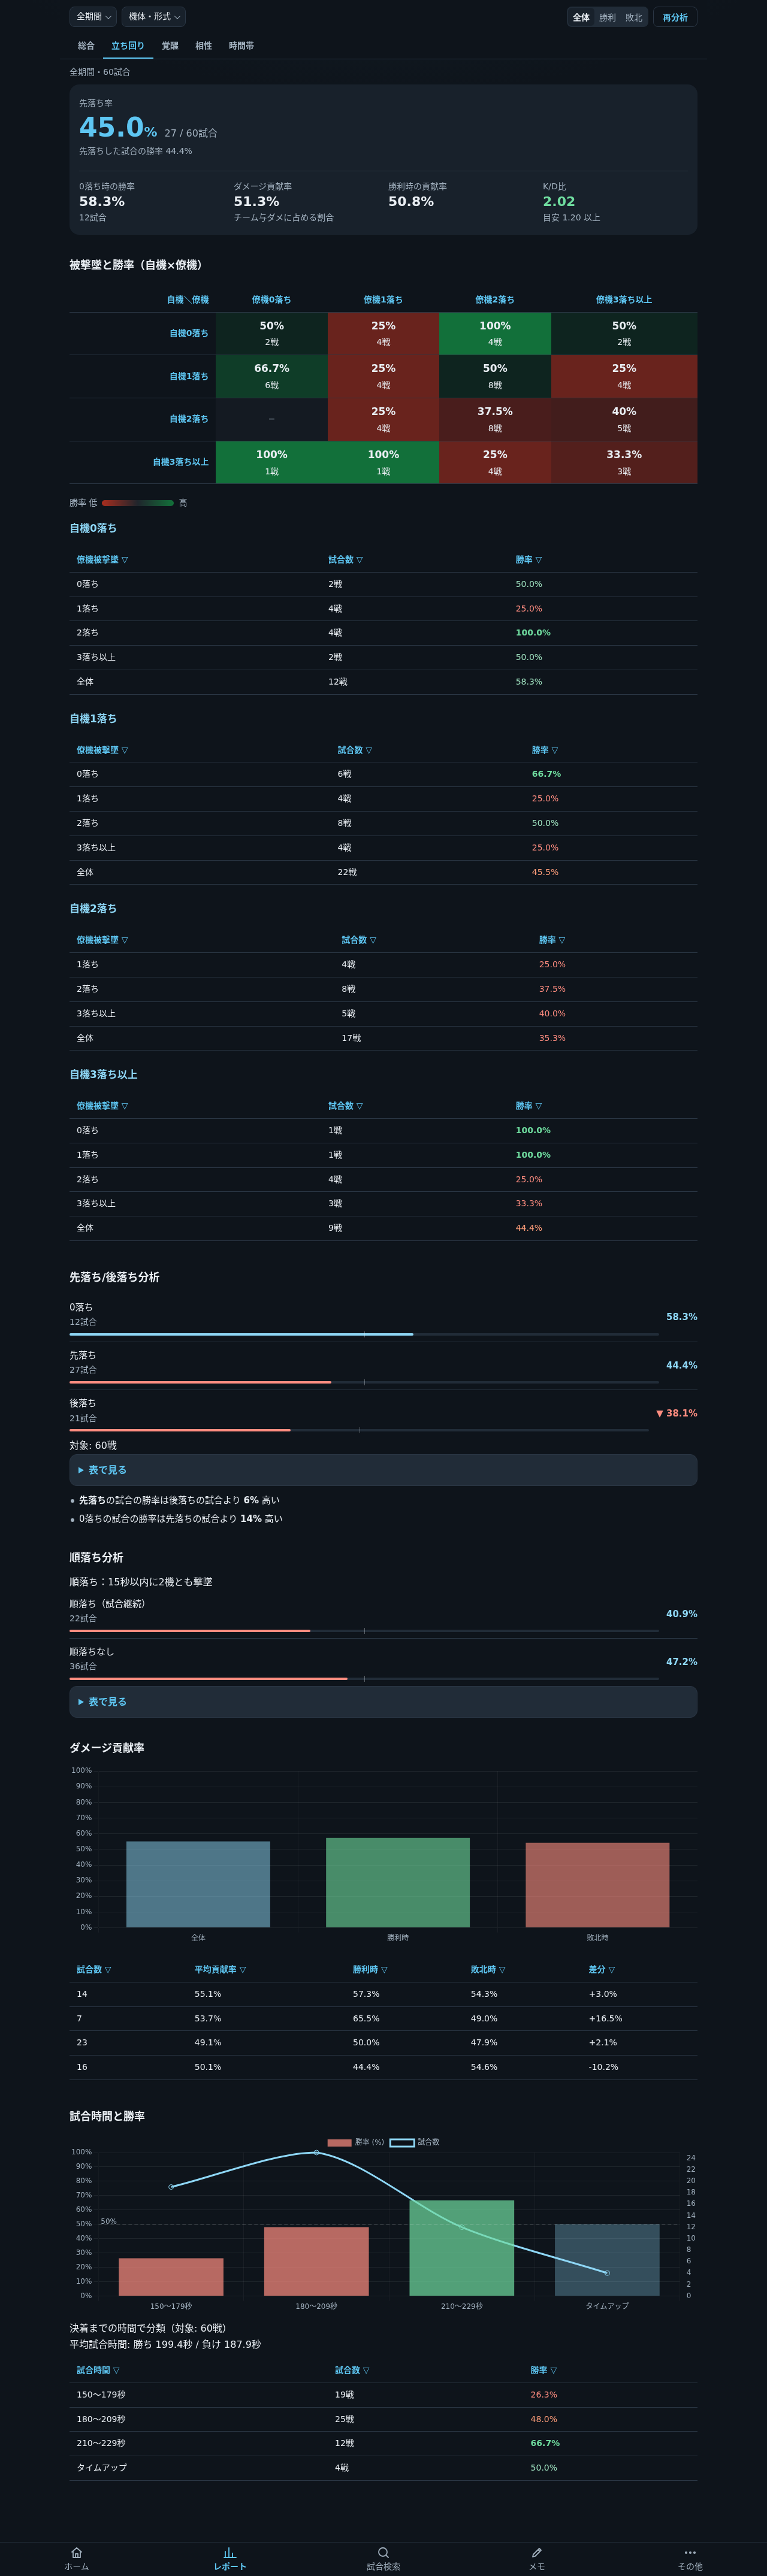 全期間 機体・形式 全体 勝利 敗北 再分析
総合 立ち回り 覚醒 相性 時間帯
全期間・60試合
先落ち率
45.0% 27 / 60試合
先落ちした試合の勝率 44.4%
0落ち時の勝率 ダメージ貢献率 勝利時の貢献率 K/D比
58.3% 51.3% 50.8% 2.02
12試合 チーム与ダメに占める割合 目安 1.20 以上
被撃墜と勝率（自機×僚機）
自機＼僚機 僚機0落ち 僚機1落ち 僚機2落ち 僚機3落ち以上
自機0落ち 50% 25% 100% 50%
2戦 4戦 4戦 2戦
自機1落ち 66.7% 25% 50% 25%
6戦 4戦 8戦 4戦
自機2落ち – 25% 37.5% 40%
4戦 8戦 5戦
自機3落ち以上 100% 100% 25% 33.3%
1戦 1戦 4戦 3戦
勝率 低 高
自機0落ち
僚機被撃墜 ▽ 試合数 ▽ 勝率 ▽
0落ち 2戦 50.0%
1落ち 4戦 25.0%
2落ち 4戦 100.0%
3落ち以上 2戦 50.0%
全体 12戦 58.3%
自機1落ち
僚機被撃墜 ▽ 試合数 ▽ 勝率 ▽
0落ち 6戦 66.7%
1落ち 4戦 25.0%
2落ち 8戦 50.0%
3落ち以上 4戦 25.0%
全体 22戦 45.5%
自機2落ち
僚機被撃墜 ▽ 試合数 ▽ 勝率 ▽
1落ち 4戦 25.0%
2落ち 8戦 37.5%
3落ち以上 5戦 40.0%
全体 17戦 35.3%
自機3落ち以上
僚機被撃墜 ▽ 試合数 ▽ 勝率 ▽
0落ち 1戦 100.0%
1落ち 1戦 100.0%
2落ち 4戦 25.0%
3落ち以上 3戦 33.3%
全体 9戦 44.4%
先落ち/後落ち分析
0落ち
12試合 58.3%
先落ち
27試合 44.4%
後落ち
21試合 ▼ 38.1%
対象: 60戦
▶ 表で見る
• 先落ちの試合の勝率は後落ちの試合より 6% 高い
• 0落ちの試合の勝率は先落ちの試合より 14% 高い
順落ち分析
順落ち：15秒以内に2機とも撃墜
順落ち（試合継続）
22試合 40.9%
順落ちなし
36試合 47.2%
▶ 表で見る
ダメージ貢献率
100%
90%
80%
70%
60%
50%
40%
30%
20%
10%
0%
全体 勝利時 敗北時
試合数 ▽ 平均貢献率 ▽ 勝利時 ▽ 敗北時 ▽ 差分 ▽
14 55.1% 57.3% 54.3% +3.0%
7 53.7% 65.5% 49.0% +16.5%
23 49.1% 50.0% 47.9% +2.1%
16 50.1% 44.4% 54.6% -10.2%
試合時間と勝率
勝率 (%) 試合数
100% 24
90% 22
80% 20
70% 18
60% 16
50% 50% 14
40% 12
30% 10
20% 8
10% 6
0% 4
2
0
150〜179秒 180〜209秒 210〜229秒 タイムアップ
決着までの時間で分類（対象: 60戦）
平均試合時間: 勝ち 199.4秒 / 負け 187.9秒
試合時間 ▽ 試合数 ▽ 勝率 ▽
150〜179秒 19戦 26.3%
180〜209秒 25戦 48.0%
210〜229秒 12戦 66.7%
タイムアップ 4戦 50.0%
ホーム レポート 試合検索 メモ その他